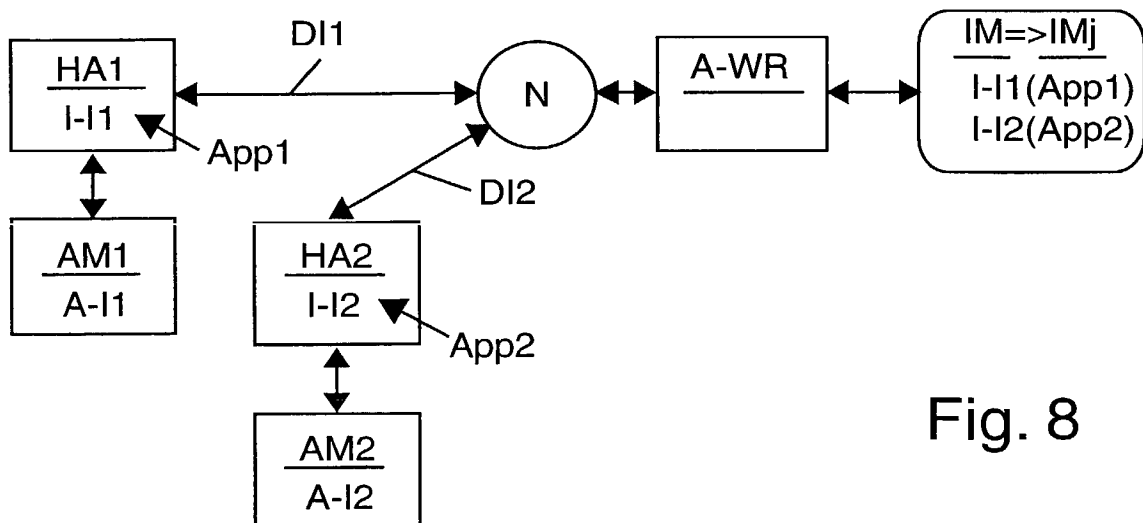 DI1
HA1
I-I1
App1
N
A-WR
IM=>IMj
I-I1(App1)
I-I2(App2)
DI2
AM1
A-I1
HA2
I-I2
App2
AM2
A-I2
Fig. 8